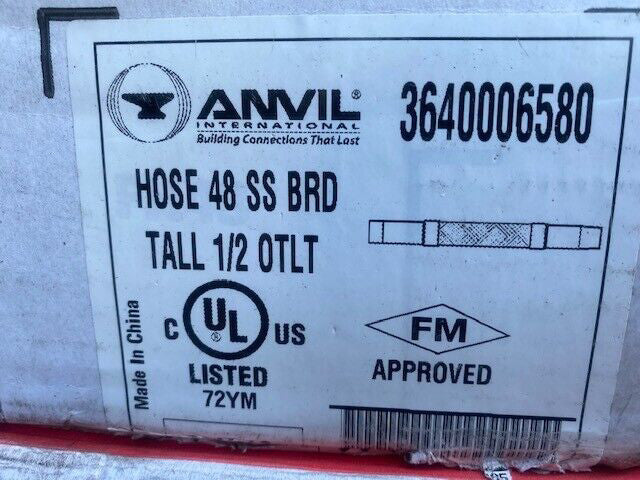 ANVIL®
INTERNATIONAL
Building Connections That Last
3640006580
HOSE 48 SS BRD
TALL 1/2 OTLT
Made In China
C UL® US
LISTED
72YM
FM
APPROVED